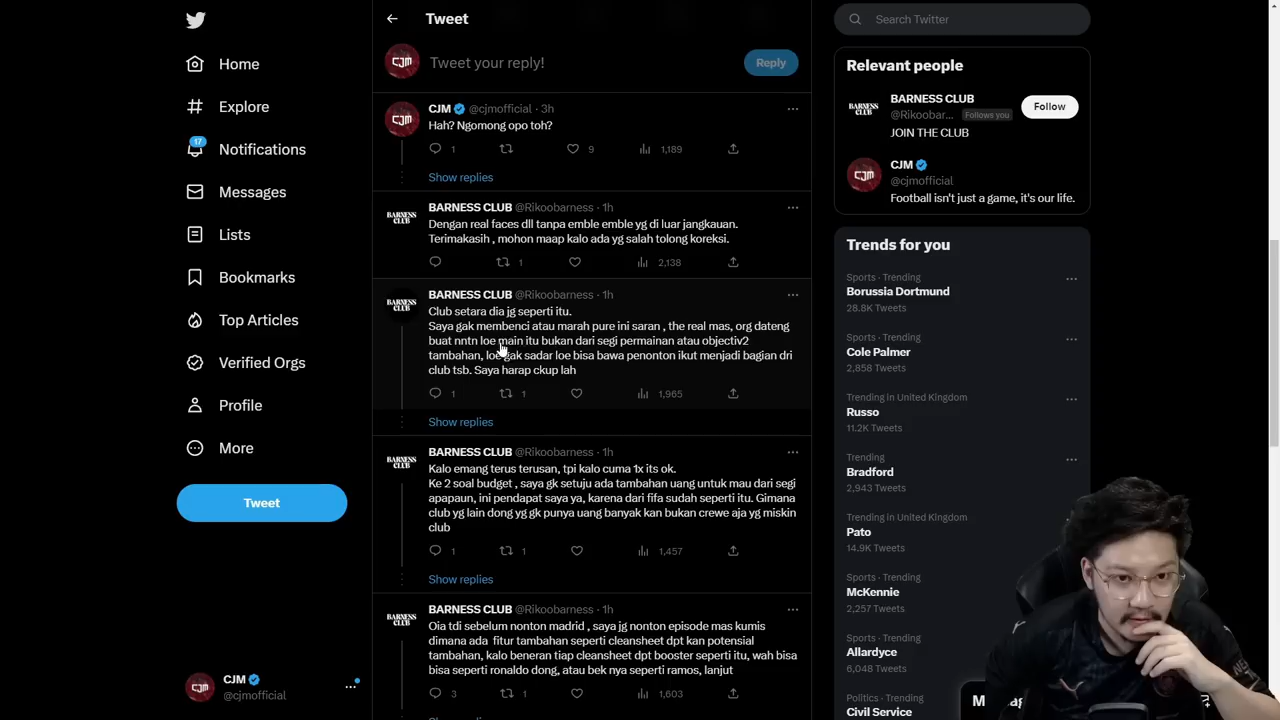 Home
Explore
17
Notifications
Messages
Lists
Bookmarks
Top Articles
Verified Orgs
Profile
More
Tweet
CJM
@cjmofficial
Tweet
Tweet your reply!
Reply
CJM @cjmofficial · 3h
Hah? Ngomong opo toh?
1 9 1,189
Show replies
BARNESS CLUB @Rikoobarness · 1h
Dengan real faces dll tanpa emble emble yg di luar jangkauan.
Terimakasih , mohon maap kalo ada yg salah tolong koreksi.
1 2,138
BARNESS CLUB @Rikoobarness · 1h
Club setara dia jg seperti itu.
Saya gak membenci atau marah pure ini saran , the real mas, org dateng
buat nntn loe main itu bukan dari segi permainan atau objectiv2
tambahan, loe gak sadar loe bisa bawa penonton ikut menjadi bagian dri
club tsb. Saya harap ckup lah
1 1 1,965
Show replies
BARNESS CLUB @Rikoobarness · 1h
Kalo emang terus terusan, tpi kalo cuma 1x its ok.
Ke 2 soal budget , saya gk setuju ada tambahan uang untuk mau dari segi
apapaun, ini pendapat saya ya, karena dari fifa sudah seperti itu. Gimana
club yg lain dong yg gk punya uang banyak kan bukan crewe aja yg miskin
club
1 1 1,457
Show replies
BARNESS CLUB @Rikoobarness · 1h
Oia tdi sebelum nonton madrid , saya jg nonton episode mas kumis
dimana ada fitur tambahan seperti cleansheet dpt kan potensial
tambahan, kalo beneran tiap cleansheet dpt booster seperti itu, wah bisa
bisa seperti ronaldo dong, atau bek nya seperti ramos, lanjut
3 1 1,603
Search Twitter
Relevant people
BARNESS CLUB
@Rikoobar... Follows you
Follow
JOIN THE CLUB
CJM
@cjmofficial
Football isn't just a game, it's our life.
Trends for you
Sports · Trending
Borussia Dortmund
28.8K Tweets
Sports · Trending
Cole Palmer
2,858 Tweets
Trending in United Kingdom
Russo
11.2K Tweets
Trending
Bradford
2,943 Tweets
Trending in United Kingdom
Pato
14.9K Tweets
Sports · Trending
McKennie
2,257 Tweets
Sports · Trending
Allardyce
6,048 Tweets
Politics · Trending
Civil Service